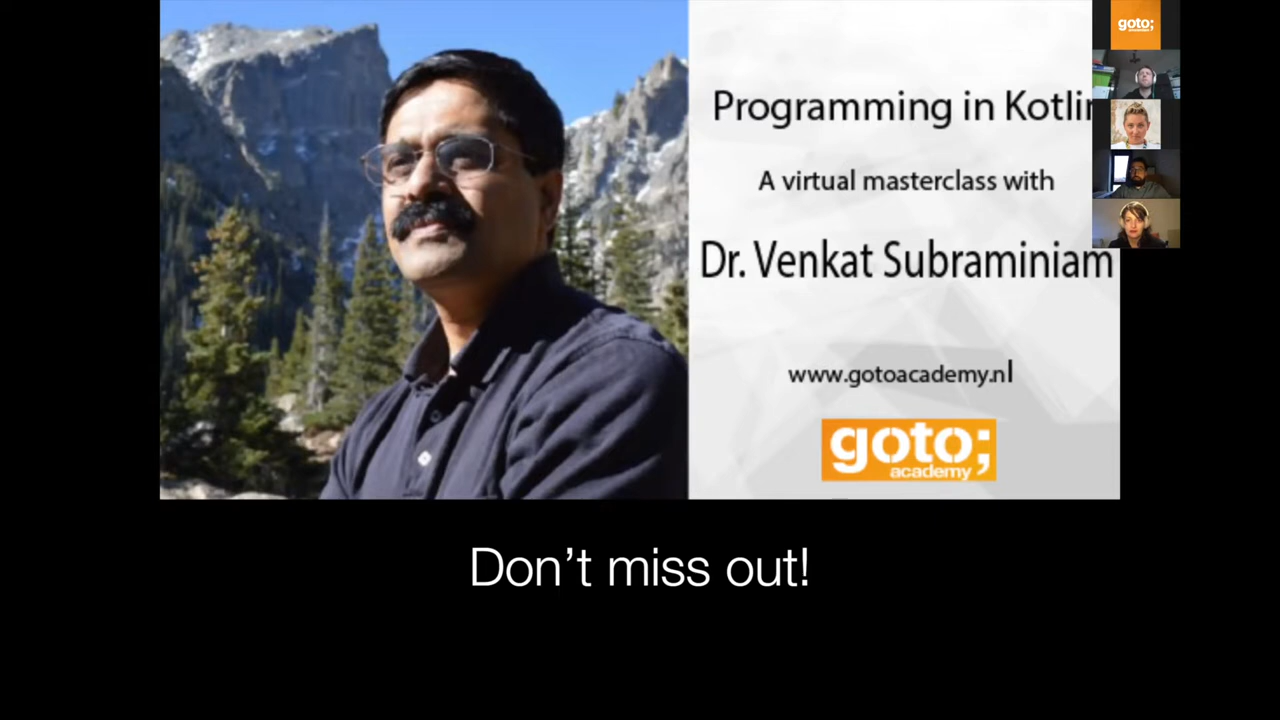 goto;
Programming in Kotlin
A virtual masterclass with
Dr. Venkat Subraminiam
www.gotoacademy.nl
goto;
academy
Don't miss out!